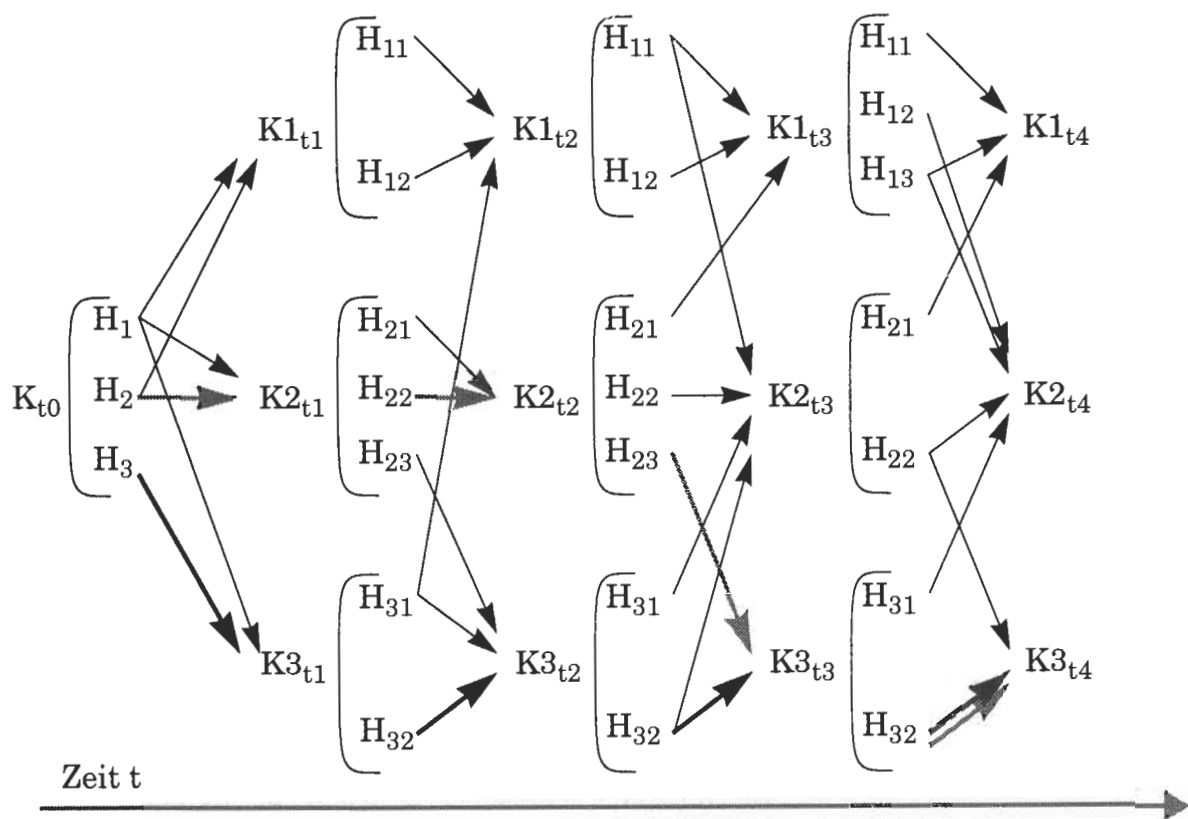 H₁₁
H₁₂
K1ₜ₁
H₁₁
H₁₂
K1ₜ₂
H₁₁
H₁₂
H₁₃
K1ₜ₃
K1ₜ₄
Kₜ₀
H₁
H₂
H₃
K2ₜ₁
H₂₁
H₂₂
H₂₃
K2ₜ₂
H₂₁
H₂₂
H₂₃
K2ₜ₃
H₂₁
H₂₂
K2ₜ₄
K3ₜ₁
H₃₁
H₃₂
K3ₜ₂
H₃₁
H₃₂
K3ₜ₃
H₃₁
H₃₂
K3ₜ₄
Zeit t